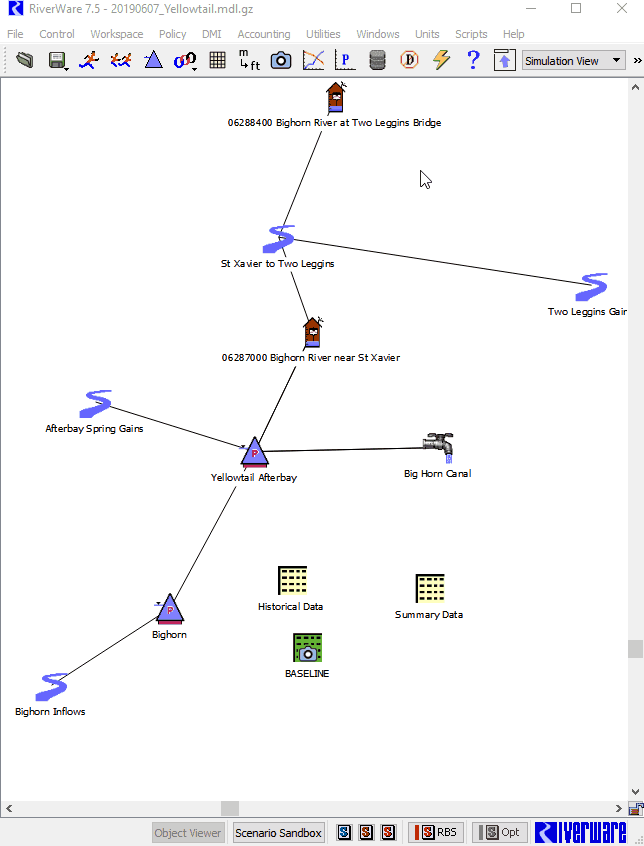 RiverWare 7.5 - 20190607_Yellowtail.mdl.gz
File Control Workspace Policy DMI Accounting Utilities Windows Units Scripts Help
m ft P D ? Simulation View »
06288400 Bighorn River at Two Leggins Bridge
St Xavier to Two Leggins
Two Leggins Gair
06287000 Bighorn River near St Xavier
Afterbay Spring Gains
P
Yellowtail Afterbay
Big Horn Canal
Historical Data
Summary Data
P
Bighorn
BASELINE
Bighorn Inflows
Object Viewer Scenario Sandbox S S S S RBS S Opt Riverware